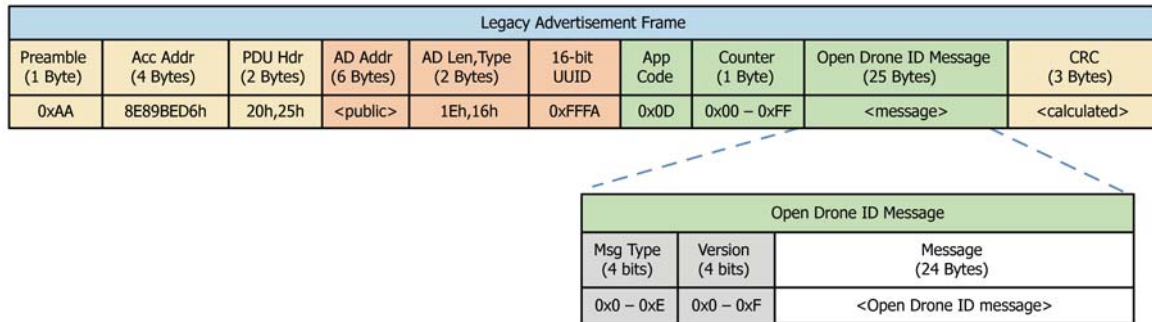 Legacy Advertisement Frame
Preamble (1 Byte) Acc Addr (4 Bytes) PDU Hdr (2 Bytes) AD Addr (6 Bytes) AD Len,Type (2 Bytes) 16-bit UUID App Code Counter (1 Byte) Open Drone ID Message (25 Bytes) CRC (3 Bytes)
0xAA 8E89BED6h 20h,25h <public> 1Eh,16h 0xFFFA 0x0D 0x00 – 0xFF <message> <calculated>
Open Drone ID Message
Msg Type (4 bits) Version (4 bits) Message (24 Bytes)
0x0 – 0xE 0x0 – 0xF <Open Drone ID message>